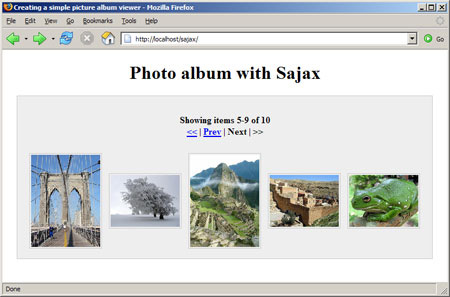 Creating a simple picture album viewer - Mozilla Firefox
File Edit View Go Bookmarks Tools Help
http://localhost/sajax/ Go
Photo album with Sajax
Showing items 5-9 of 10
<< | Prev | Next | >>
Done